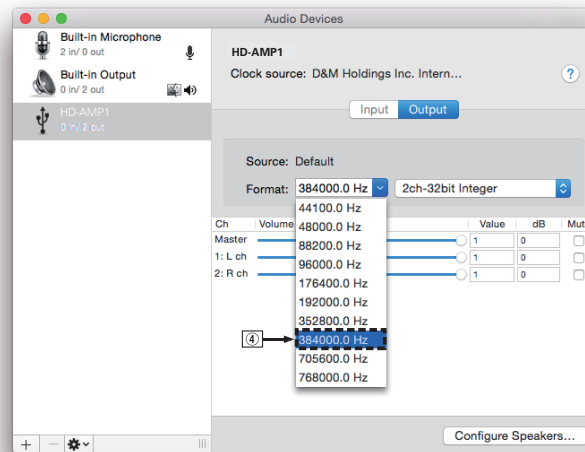 Audio Devices
Built-in Microphone
2 in/ 0 out
Built-in Output
0 in/ 2 out
HD-AMP1
0 in/ 2 out
HD-AMP1
Clock source: D&M Holdings Inc. Intern...
?
Input Output
Source: Default
Format: 384000.0 Hz 2ch-32bit Integer
44100.0 Hz
48000.0 Hz
88200.0 Hz
96000.0 Hz
176400.0 Hz
192000.0 Hz
352800.0 Hz
④ 384000.0 Hz
705600.0 Hz
768000.0 Hz
Ch Volume Value dB Mut
Master 1 0
1: L ch 1 0
2: R ch 1 0
Configure Speakers...